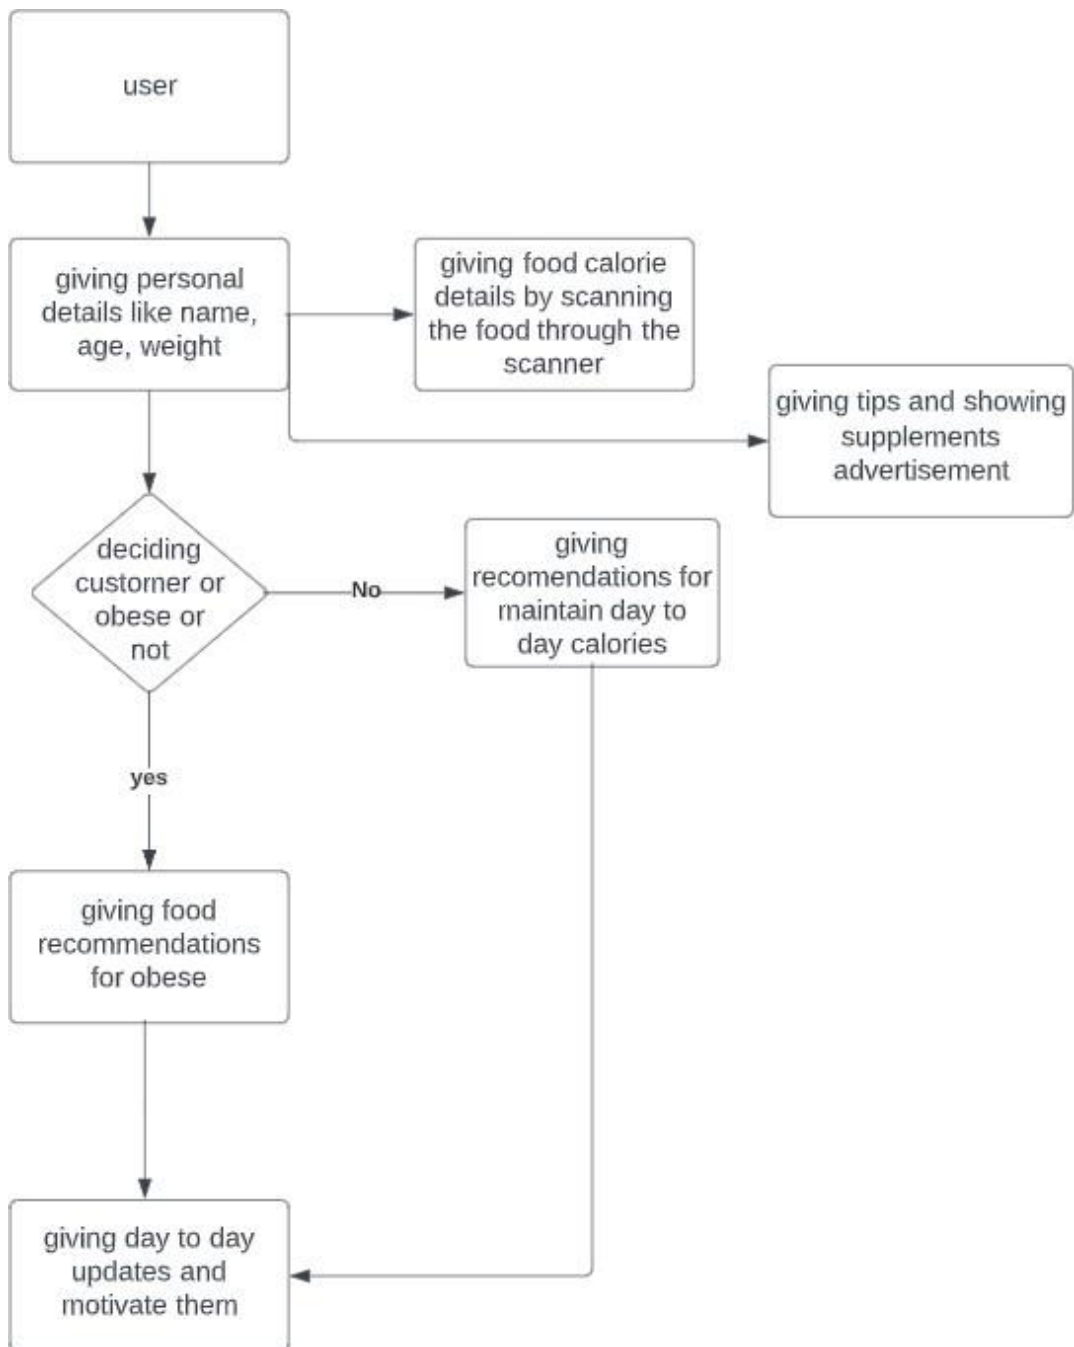 user
giving personal
details like name,
age, weight
giving food calorie
details by scanning
the food through the
scanner
giving tips and showing
supplements
advertisement
deciding
customer or
obese or
not
No
giving
recomendations for
maintain day to
day calories
yes
giving food
recommendations
for obese
giving day to day
updates and
motivate them